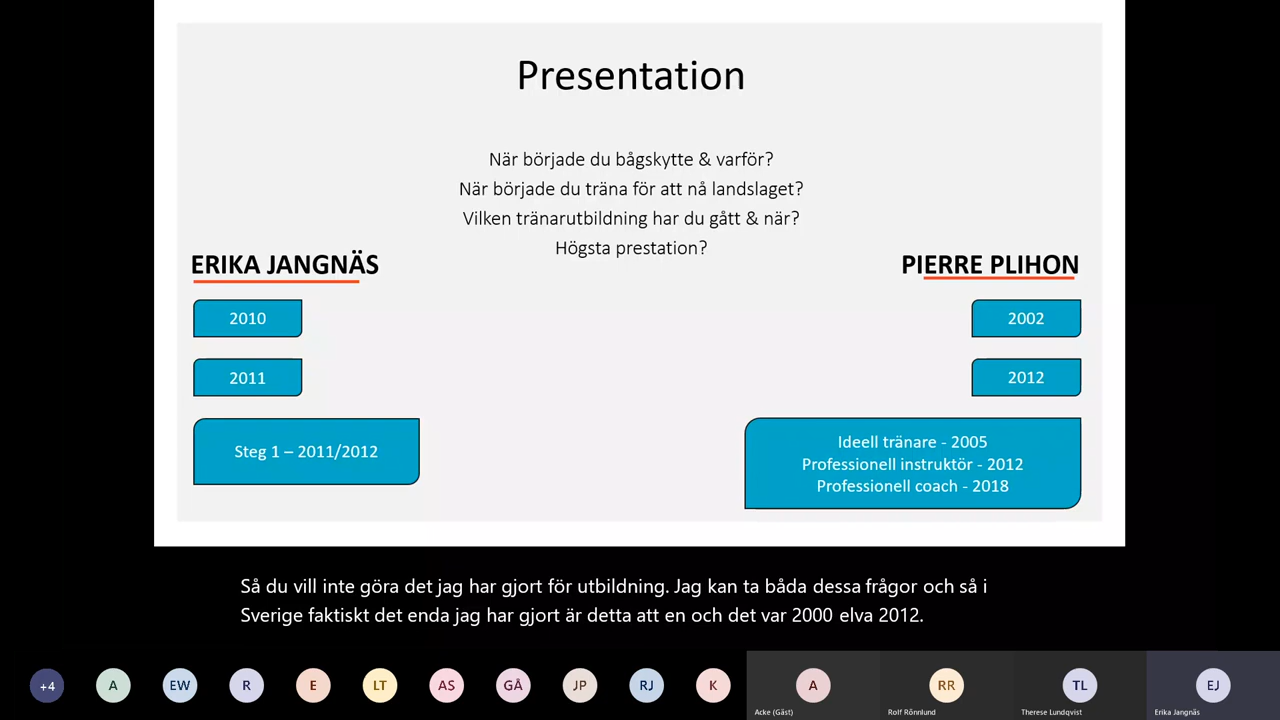 Presentation
När började du bågskytte & varför?
När började du träna för att nå landslaget?
Vilken tränarutbildning har du gått & när?
Högsta prestation?
ERIKA JANGNÄS
PIERRE PLIHON
2010
2002
2011
2012
Steg 1 – 2011/2012
Ideell tränare - 2005
Professionell instruktör - 2012
Professionell coach - 2018
Så du vill inte göra det jag har gjort för utbildning. Jag kan ta båda dessa frågor och så i
Sverige faktiskt det enda jag har gjort är detta att en och det var 2000 elva 2012.
+4 A EW R E LT AS GÅ JP RJ K A RR TL EJ
Acke (Gäst) Rolf Rönnlund Therese Lundqvist Erika Jangnäs